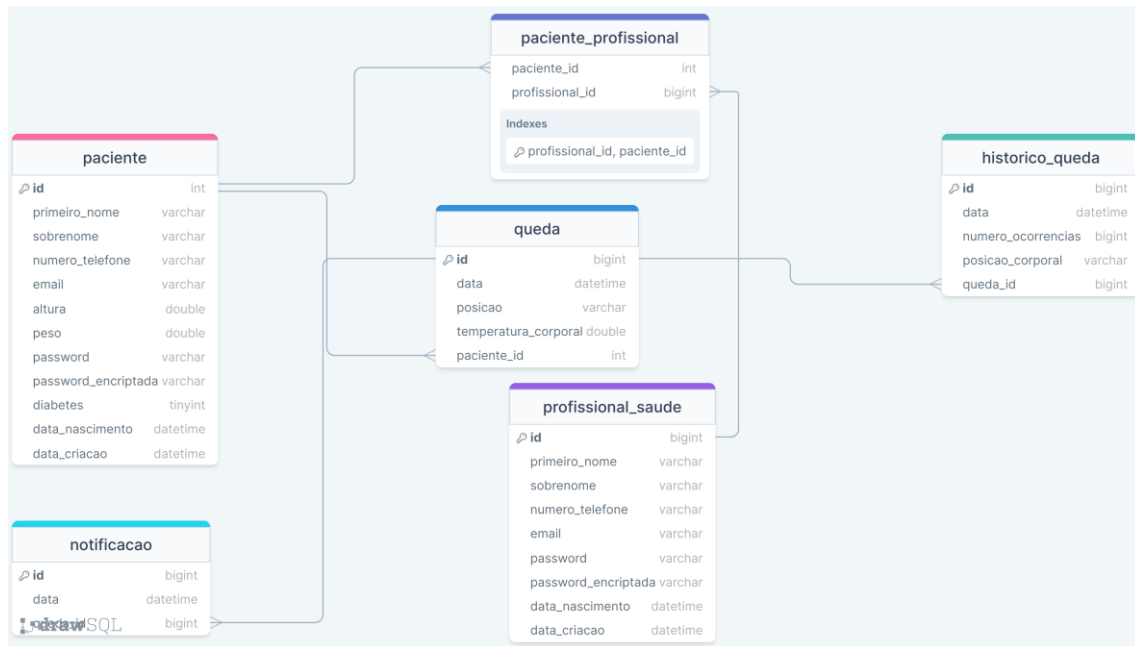 paciente_profissional
paciente_id int
profissional_id bigint
Indexes
profissional_id, paciente_id
paciente
id int
primeiro_nome varchar
sobrenome varchar
numero_telefone varchar
email varchar
altura double
peso double
password varchar
password_encriptada varchar
diabetes tinyint
data_nascimento datetime
data_criacao datetime
historico_queda
id bigint
data datetime
numero_ocorrencias bigint
posicao_corporal varchar
queda_id bigint
queda
id bigint
data datetime
posicao varchar
temperatura_corporal double
paciente_id int
profissional_saude
id bigint
primeiro_nome varchar
sobrenome varchar
numero_telefone varchar
email varchar
password varchar
password_encriptada varchar
data_nascimento datetime
data_criacao datetime
notificacao
id bigint
data datetime
bigint
drawSQL